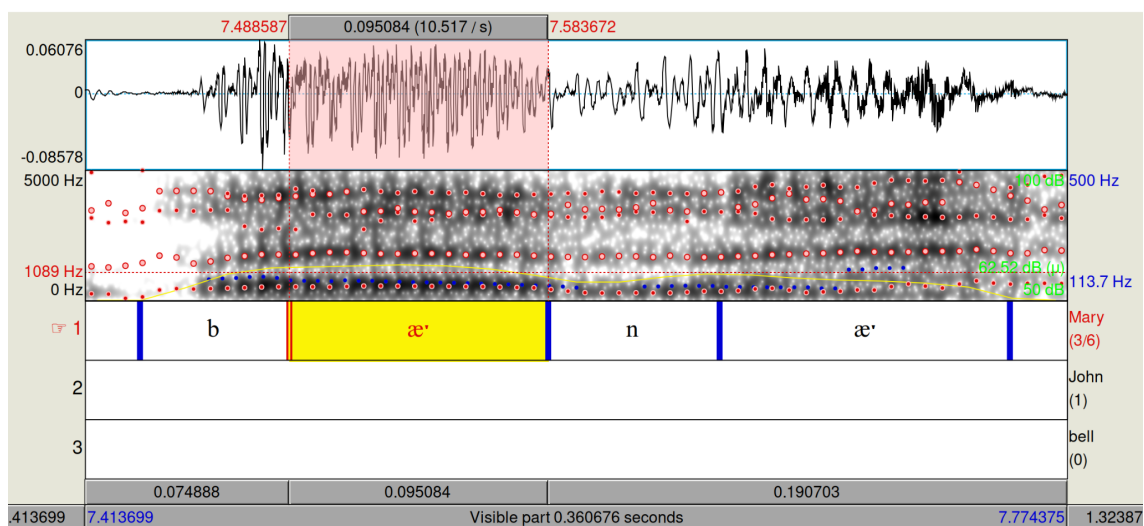 7.488587 0.095084 (10.517 / s) 7.583672
0.06076
0
-0.08578
5000 Hz 100 dB 500 Hz
1089 Hz 62.52 dB (µ)
0 Hz 50 dB 113.7 Hz
☞ 1 b æˑ n æˑ Mary
(3/6)
2 John
(1)
3 bell
(0)
0.074888 0.095084 0.190703
.413699 7.413699 Visible part 0.360676 seconds 7.774375 1.32387